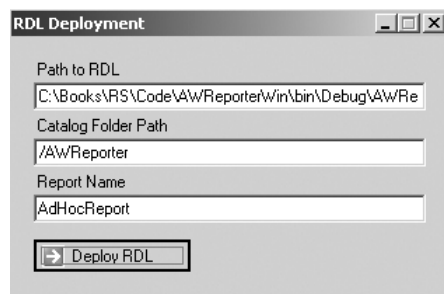 RDL Deployment
Path to RDL
C:\Books\RS\Code\AWReporterWin\bin\Debug\AWRe
Catalog Folder Path
/AWReporter
Report Name
AdHocReport
Deploy RDL